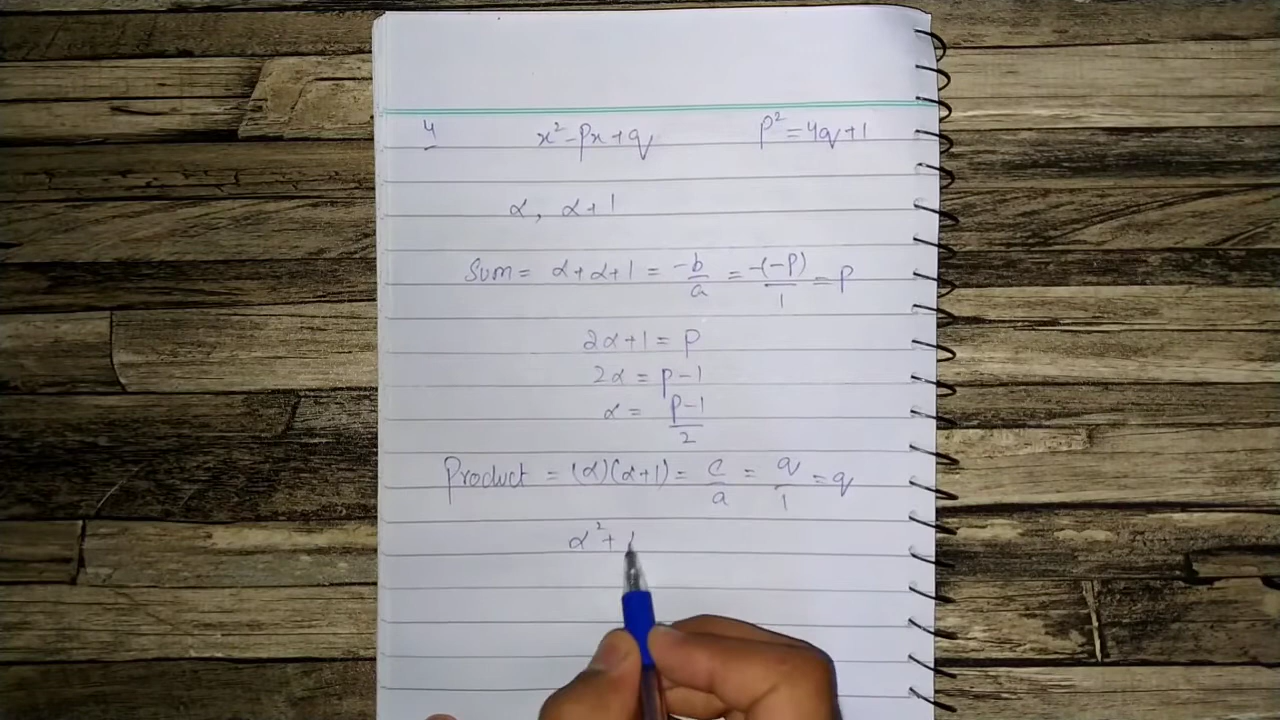 4 x² - px + q p² = 4q + 1
α, α + 1
Sum = α + α + 1 = -b/a = -(-p)/1 = p
2α + 1 = p
2α = p - 1
α = p-1/2
Product = (α)(α+1) = c/a = q/1 = q
α² +